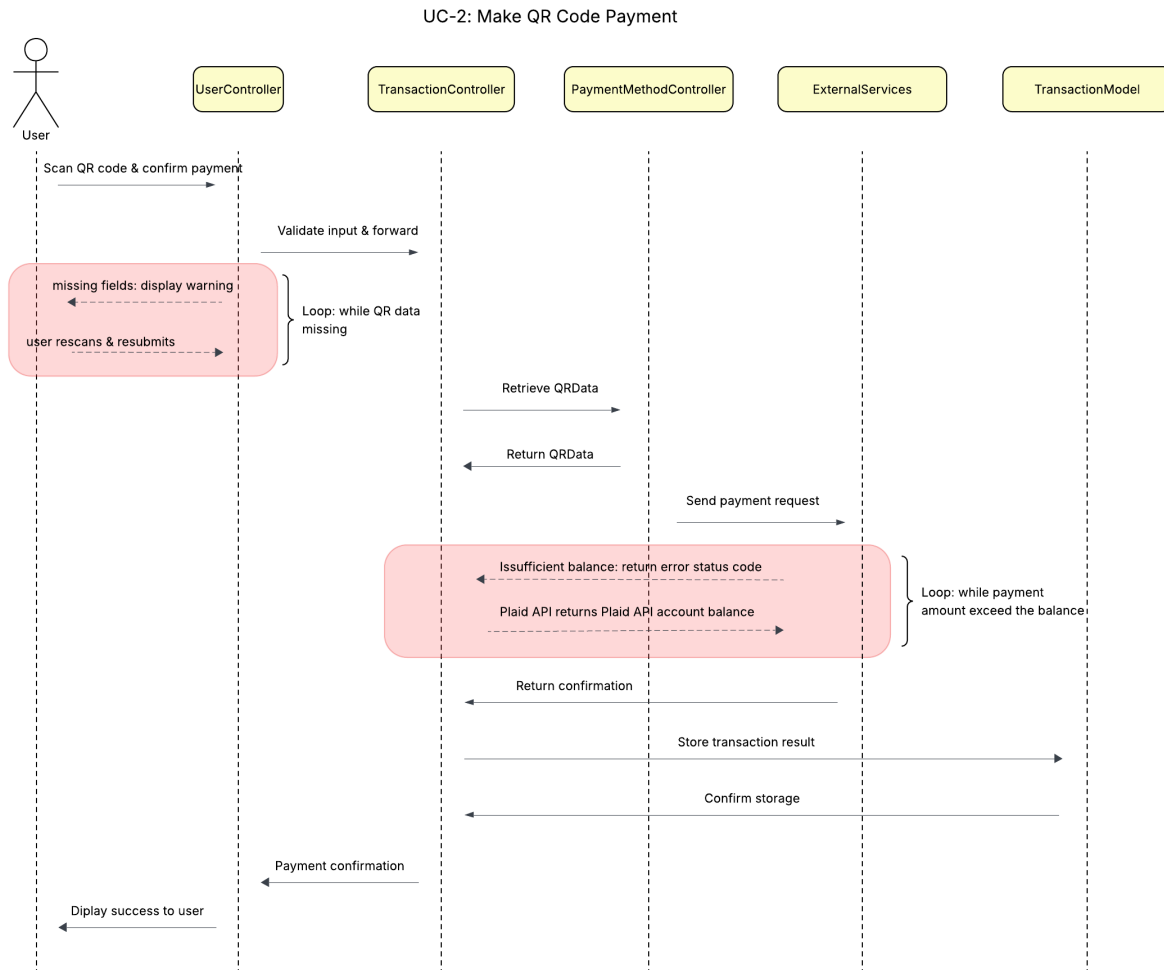 UC-2: Make QR Code Payment
UserController
TransactionController
PaymentMethodController
ExternalServices
TransactionModel
User
Scan QR code & confirm payment
Validate input & forward
missing fields: display warning
Loop: while QR data
missing
user rescans & resubmits
Retrieve QRData
Return QRData
Send payment request
Issufficient balance: return error status code
Loop: while payment
amount exceed the balance
Plaid API returns Plaid API account balance
Return confirmation
Store transaction result
Confirm storage
Payment confirmation
Diplay success to user